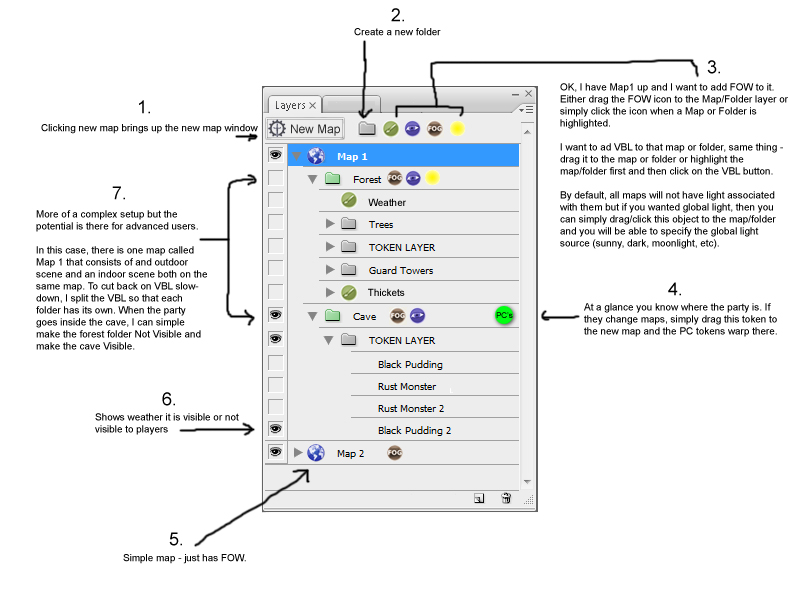 2.
Create a new folder
3.
OK, I have Map1 up and I want to add FOW to it.
Either drag the FOW icon to the Map/Folder layer or
simply click the icon when a Map or Folder is
highlighted.
I want to add VBL to that map or folder, same thing -
drag it to the map or folder or highlight the
map/folder first and then click on the VBL button.
By default, all maps will not have light associated
with them but if you wanted global light, then you
can simply drag/click this object to the map/folder
and you will be able to specify the global light
source (sunny, dark, moonlight, etc).
1.
Clicking new map brings up the new map window
7.
More of a complex setup but the
potential is there for advanced users.
In this case, there is one map called
Map 1 that consists of and outdoor
scene and an indoor scene both on the
same map. To cut back on VBL slow-
down, I split the VBL so that each
folder has its own. When the party
goes inside the cave, I can simple
make the forest folder Not Visible and
make the cave Visible.
Layers ×
New Map
FOG
Map 1
Forest FOG
Weather
Trees
TOKEN LAYER
Guard Towers
Thickets
Cave FOG PC's
TOKEN LAYER
Black Pudding
Rust Monster
Rust Monster 2
Black Pudding 2
Map 2 FOG
4.
At a glance you know where the party is. If
they change maps, simply drag this token to
the new map and the PC tokens warp there.
6.
Shows weather it is visible or not
visible to players
5.
Simple map - just has FOW.